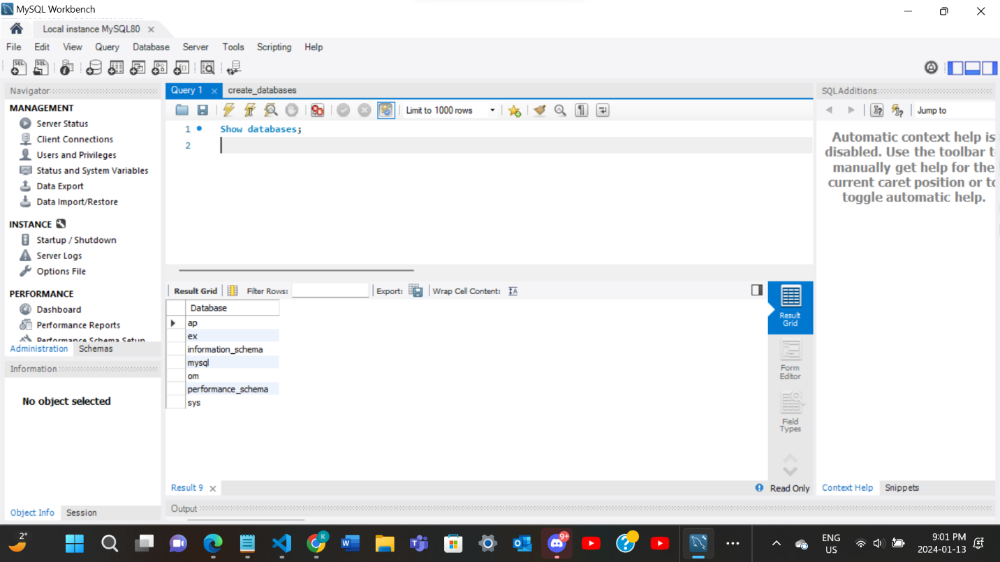 MySQL Workbench
Local instance MySQL80
File Edit View Query Database Server Tools Scripting Help
Navigator
MANAGEMENT
Server Status
Client Connections
Users and Privileges
Status and System Variables
Data Export
Data Import/Restore
INSTANCE
Startup / Shutdown
Server Logs
Options File
PERFORMANCE
Dashboard
Performance Reports
Performance Schema Setup
Administration Schemas
Information
No object selected
Object Info Session
Query 1 create_databases
Limit to 1000 rows
1 Show databases;
2
Result Grid Filter Rows: Export: Wrap Cell Content:
Database
ap
ex
information_schema
mysql
om
performance_schema
sys
Result
Grid
Form
Editor
Field
Types
Result 9 Read Only
Output
SQLAdditions
Jump to
Automatic context help is
disabled. Use the toolbar t
manually get help for the
current caret position or to
toggle automatic help.
Context Help Snippets
2°
K
9+
ENG
US
9:01 PM
2024-01-13